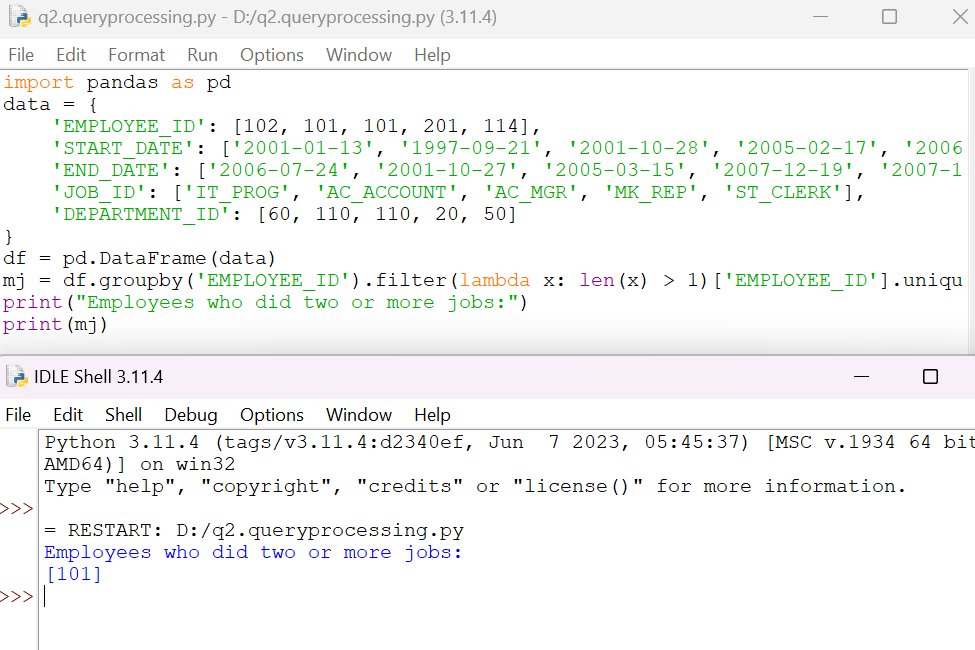 q2.queryprocessing.py - D:/q2.queryprocessing.py (3.11.4)
File Edit Format Run Options Window Help
import pandas as pd
data = {
    'EMPLOYEE_ID': [102, 101, 101, 201, 114],
    'START_DATE': ['2001-01-13', '1997-09-21', '2001-10-28', '2005-02-17', '2006
    'END_DATE': ['2006-07-24', '2001-10-27', '2005-03-15', '2007-12-19', '2007-1
    'JOB_ID': ['IT_PROG', 'AC_ACCOUNT', 'AC_MGR', 'MK_REP', 'ST_CLERK'],
    'DEPARTMENT_ID': [60, 110, 110, 20, 50]
}
df = pd.DataFrame(data)
mj = df.groupby('EMPLOYEE_ID').filter(lambda x: len(x) > 1)['EMPLOYEE_ID'].uniqu
print("Employees who did two or more jobs:")
print(mj)
IDLE Shell 3.11.4
File Edit Shell Debug Options Window Help
Python 3.11.4 (tags/v3.11.4:d2340ef, Jun  7 2023, 05:45:37) [MSC v.1934 64 bit
AMD64)] on win32
Type "help", "copyright", "credits" or "license()" for more information.
>>>
= RESTART: D:/q2.queryprocessing.py
Employees who did two or more jobs:
[101]
>>>